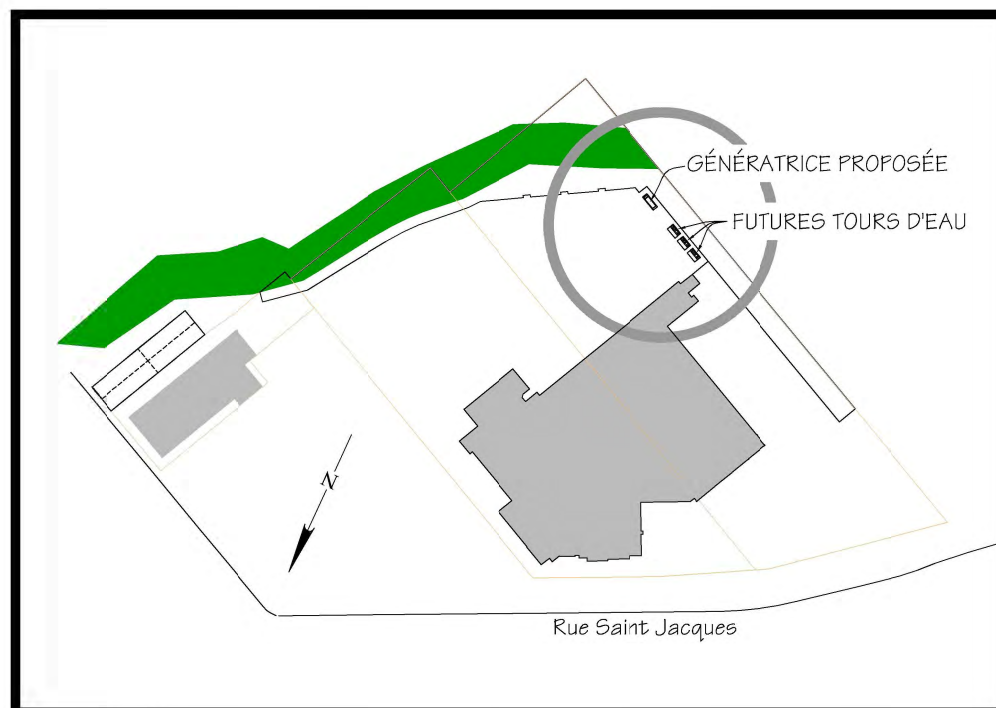 GÉNÉRATRICE PROPOSÉE
FUTURES TOURS D'EAU
N
Rue Saint Jacques